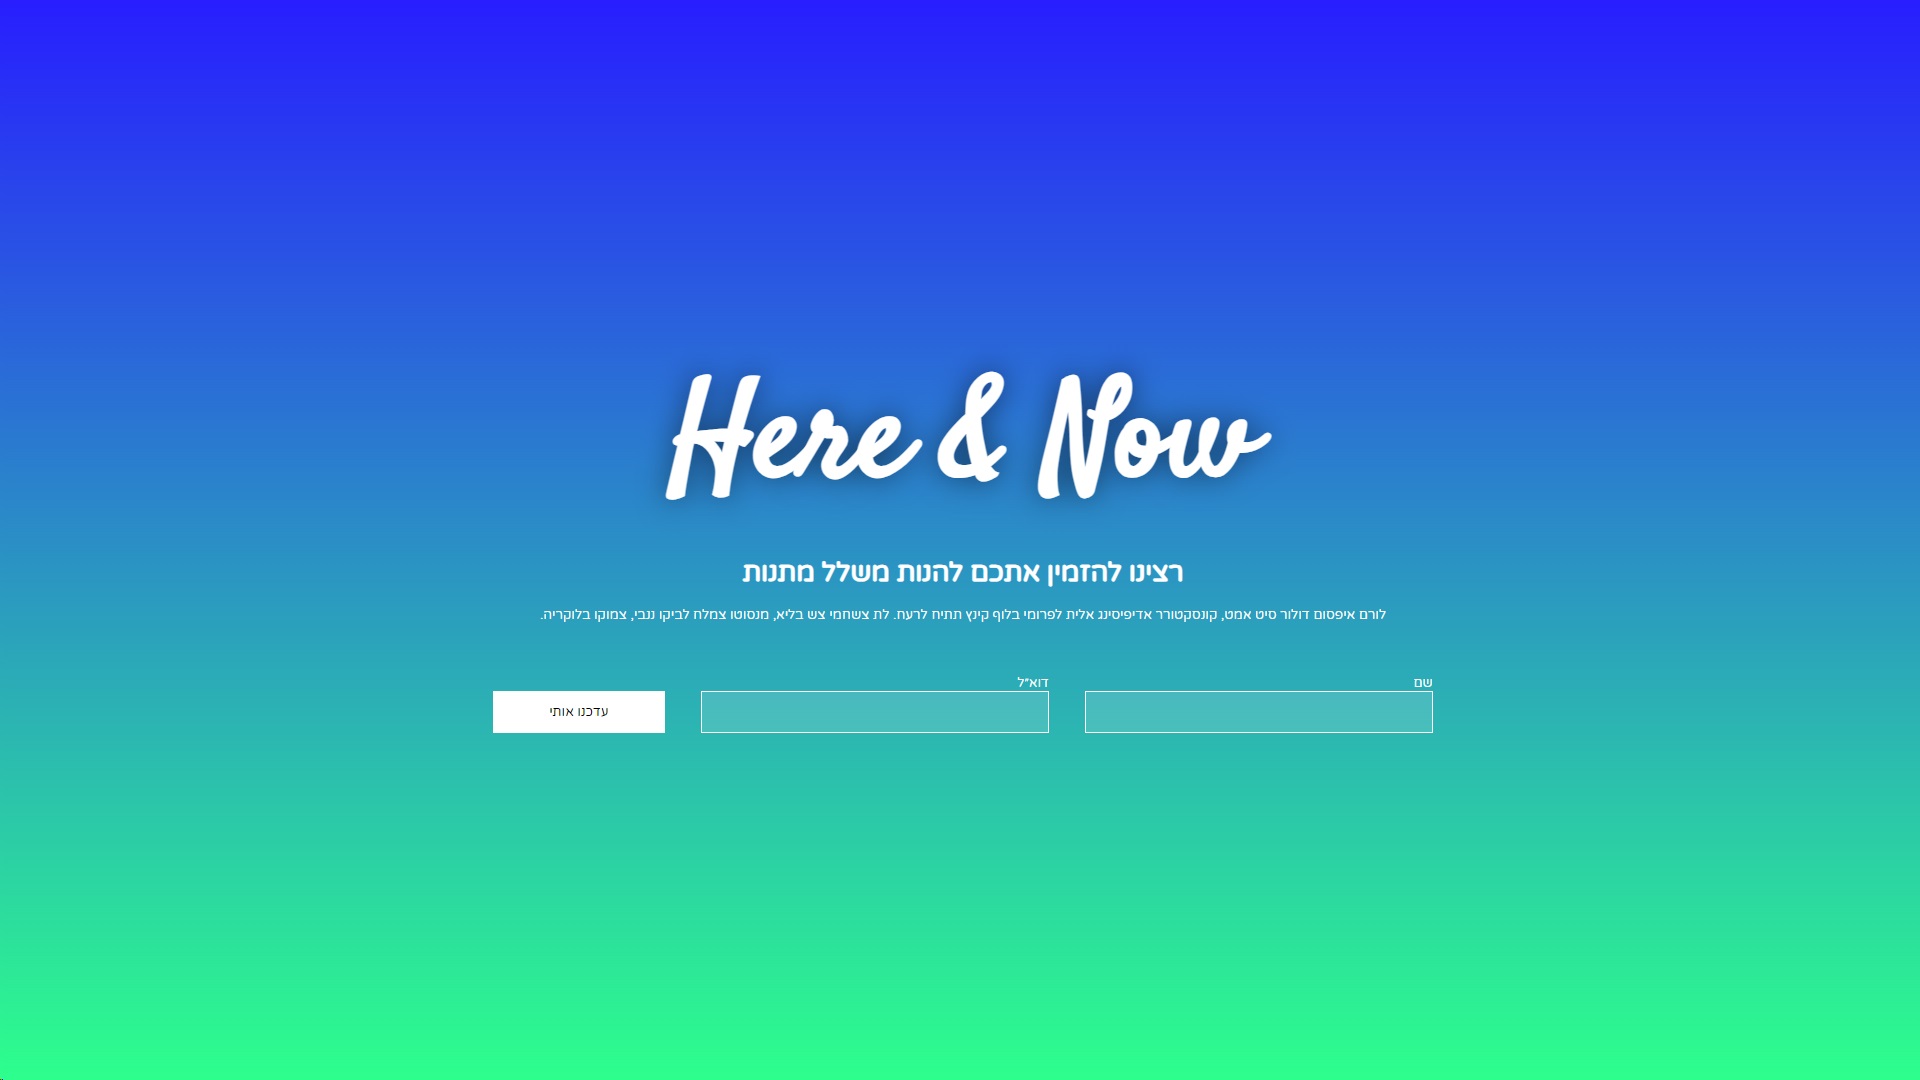 Here & Now
רצינו להזמין אתכם להנות משלל מתנות
לורם איפסום דולור סיט אמט, קונסקטורר אדיפיסינג אלית לפרומי בלוף קינץ תתיח לרעח. לת צשחמי צש בליא, מנסוטו צמלח לביקו ננבי, צמוקו בלוקריה.
שם
דוא״ל
עדכנו אותי